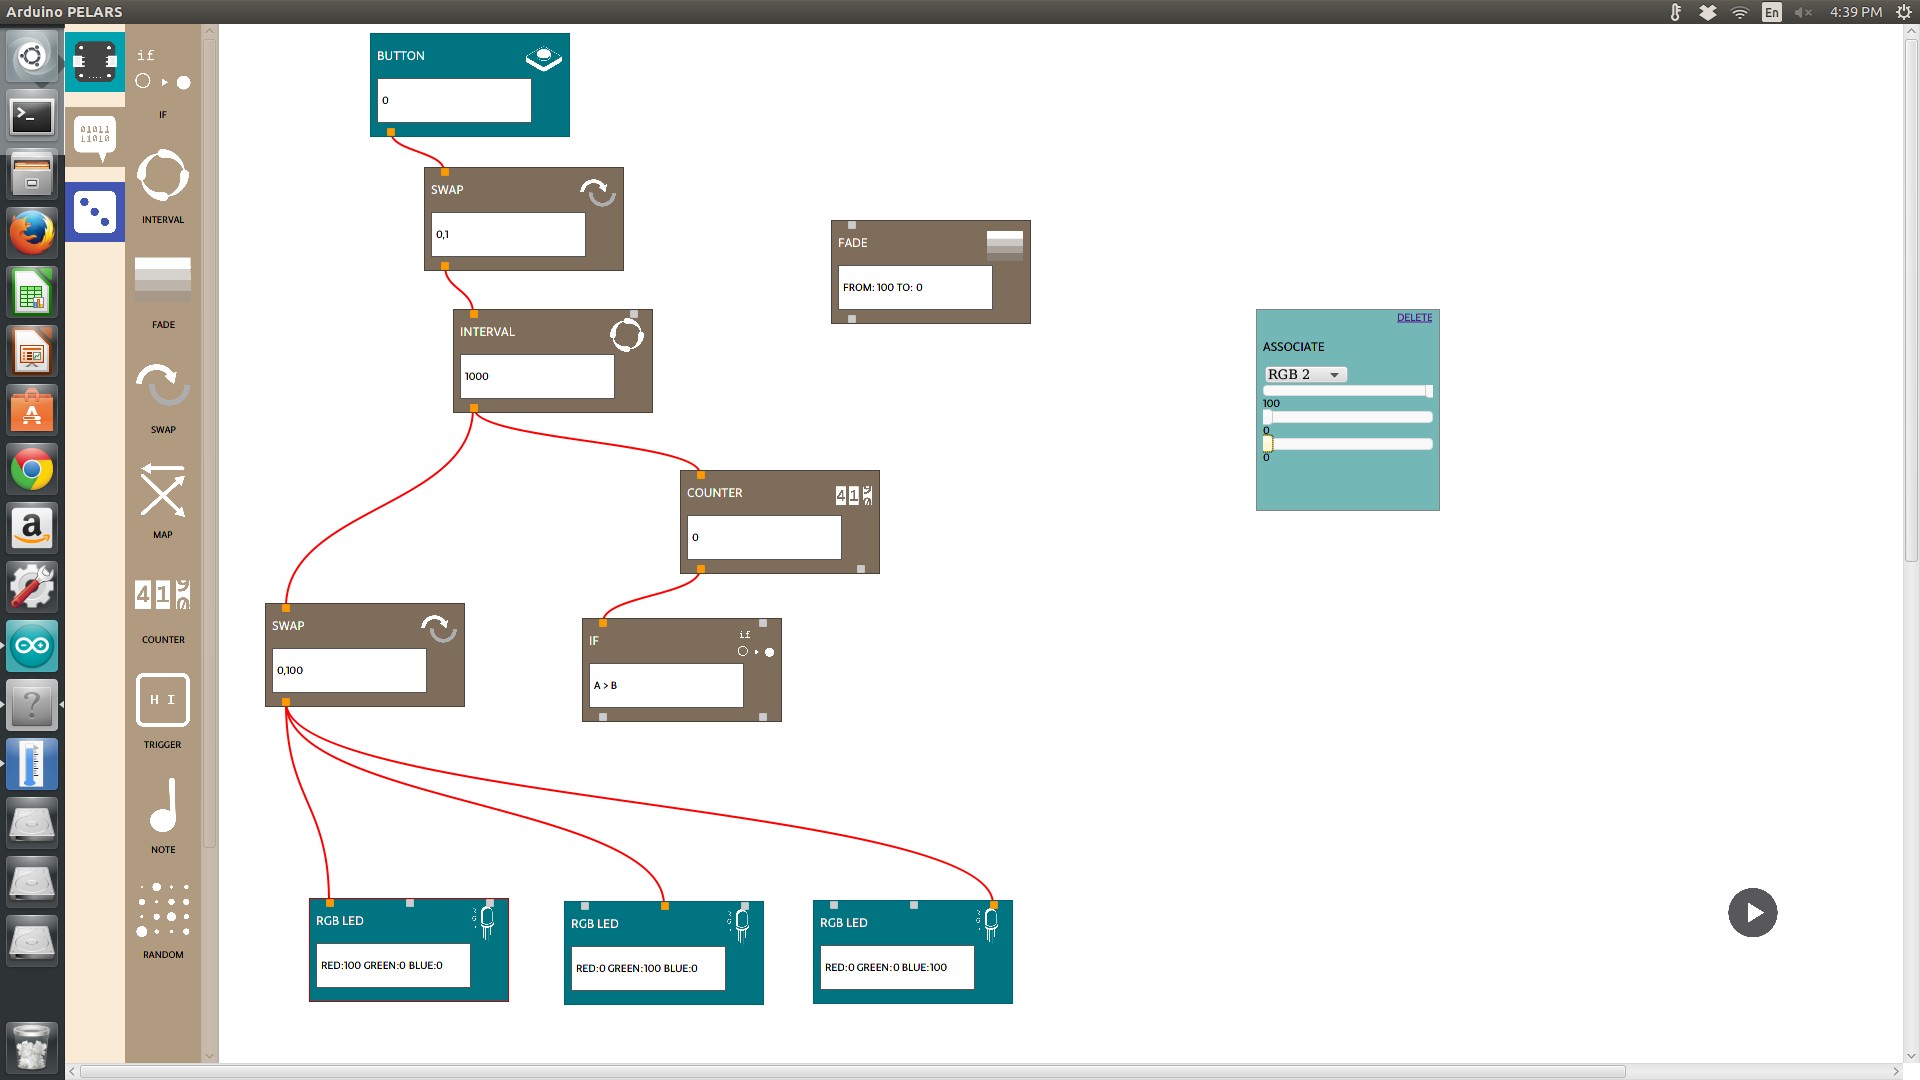 Arduino PELARS
En
4:39 PM
if
IF
01011
11010
INTERVAL
FADE
SWAP
MAP
41
COUNTER
H I
TRIGGER
NOTE
RANDOM
BUTTON
0
SWAP
0,1
INTERVAL
1000
FADE
FROM: 100 TO: 0
DELETE
ASSOCIATE
RGB 2
100
0
0
COUNTER
41
0
SWAP
0,100
IF
if
A > B
RGB LED
RED:100 GREEN:0 BLUE:0
RGB LED
RED:0 GREEN:100 BLUE:0
RGB LED
RED:0 GREEN:0 BLUE:100